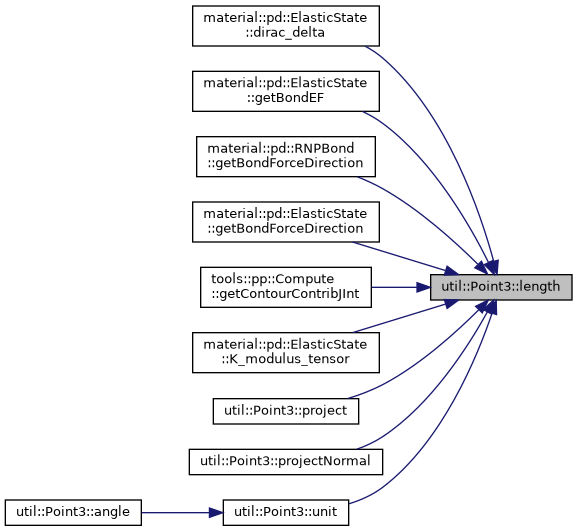 material::pd::ElasticState
::dirac_delta
material::pd::ElasticState
::getBondEF
material::pd::RNPBond
::getBondForceDirection
material::pd::ElasticState
::getBondForceDirection
tools::pp::Compute
::getContourContribJInt
util::Point3::length
material::pd::ElasticState
::K_modulus_tensor
util::Point3::project
util::Point3::projectNormal
util::Point3::angle
util::Point3::unit